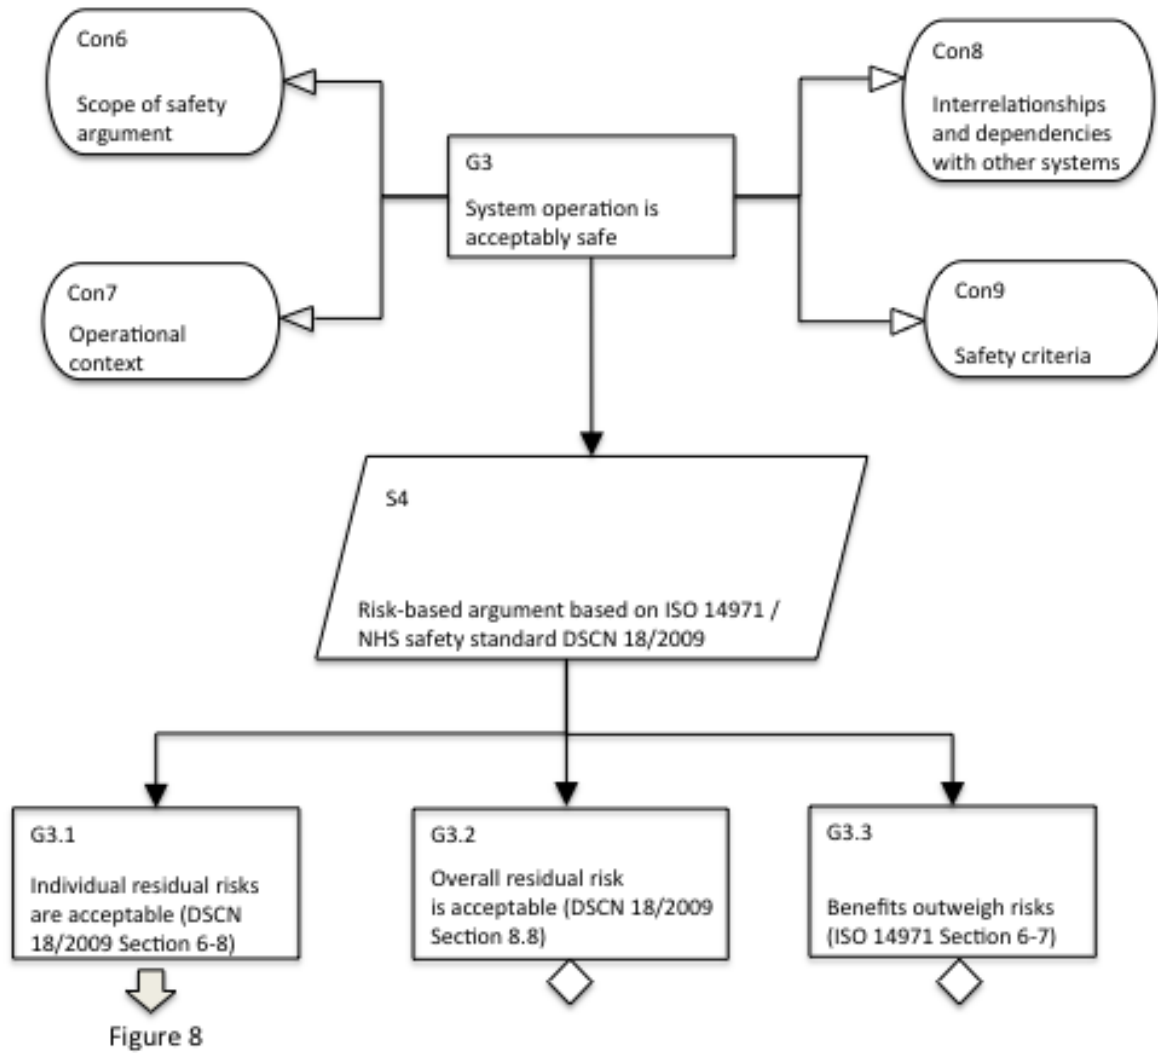 Con6
Scope of safety
argument
Con8
Interrelationships
and dependencies
with other systems
G3
System operation is
acceptably safe
Con7
Operational
context
Con9
Safety criteria
S4
Risk-based argument based on ISO 14971 /
NHS safety standard DSCN 18/2009
G3.1
Individual residual risks
are acceptable (DSCN
18/2009 Section 6-8)
G3.2
Overall residual risk
is acceptable (DSCN 18/2009
Section 8.8)
G3.3
Benefits outweigh risks
(ISO 14971 Section 6-7)
Figure 8